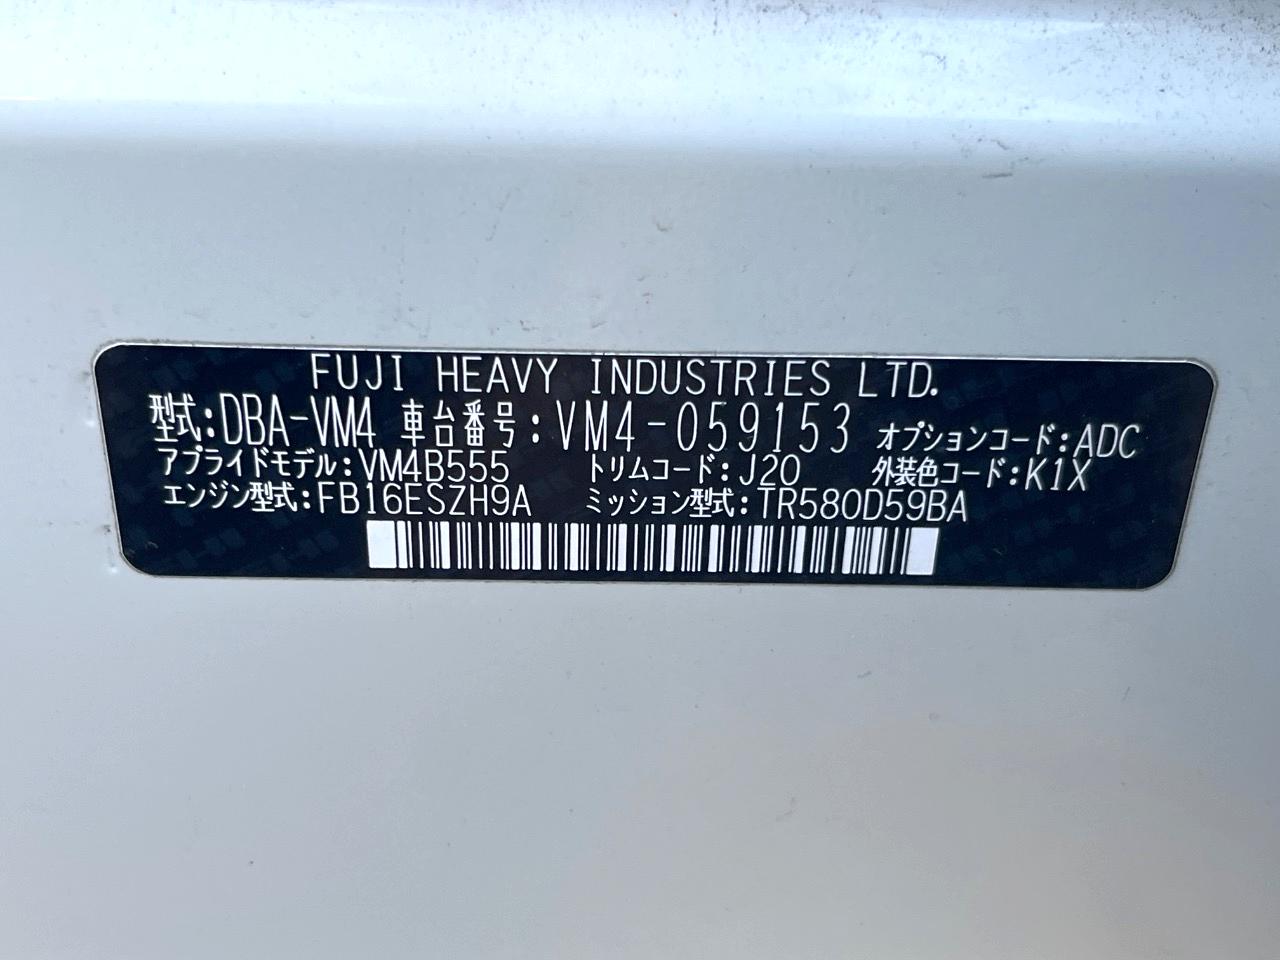 FUJI HEAVY INDUSTRIES LTD.
型式:DBA-VM4 車台番号:VM4-059153 オプションコード:ADC
アプライドモデル:VM4B555 トリムコード:J20 外装色コード:K1X
エンジン型式:FB16ESZH9A ミッション型式:TR580D59BA